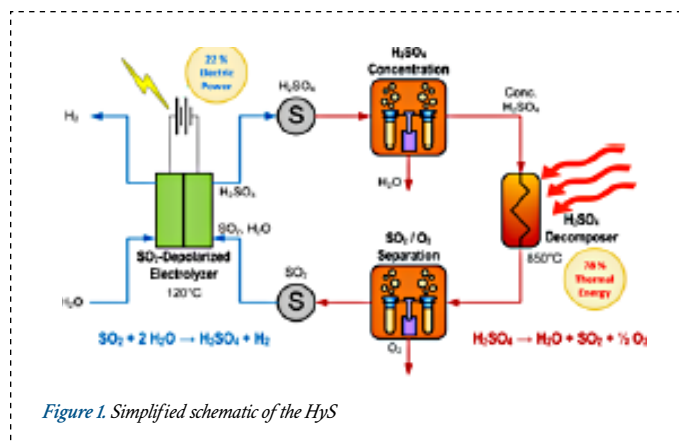 22 %
Electric
Power
H₂
H₂SO₄
S
H₂SO₄
Concentration
H₂O
Conc.
H₂SO₄
H₂SO₄
SO₂, H₂O
SO₂-Depolarized
Electrolyzer
120°C
H₂O
SO₂
S
SO₂ / O₂
Separation
O₂
H₂SO₄
Decomposer
850°C
78 %
Thermal
Energy
SO₂ + 2 H₂O → H₂SO₄ + H₂
H₂SO₄ → H₂O + SO₂ + ½ O₂
Figure 1. Simplified schematic of the HyS